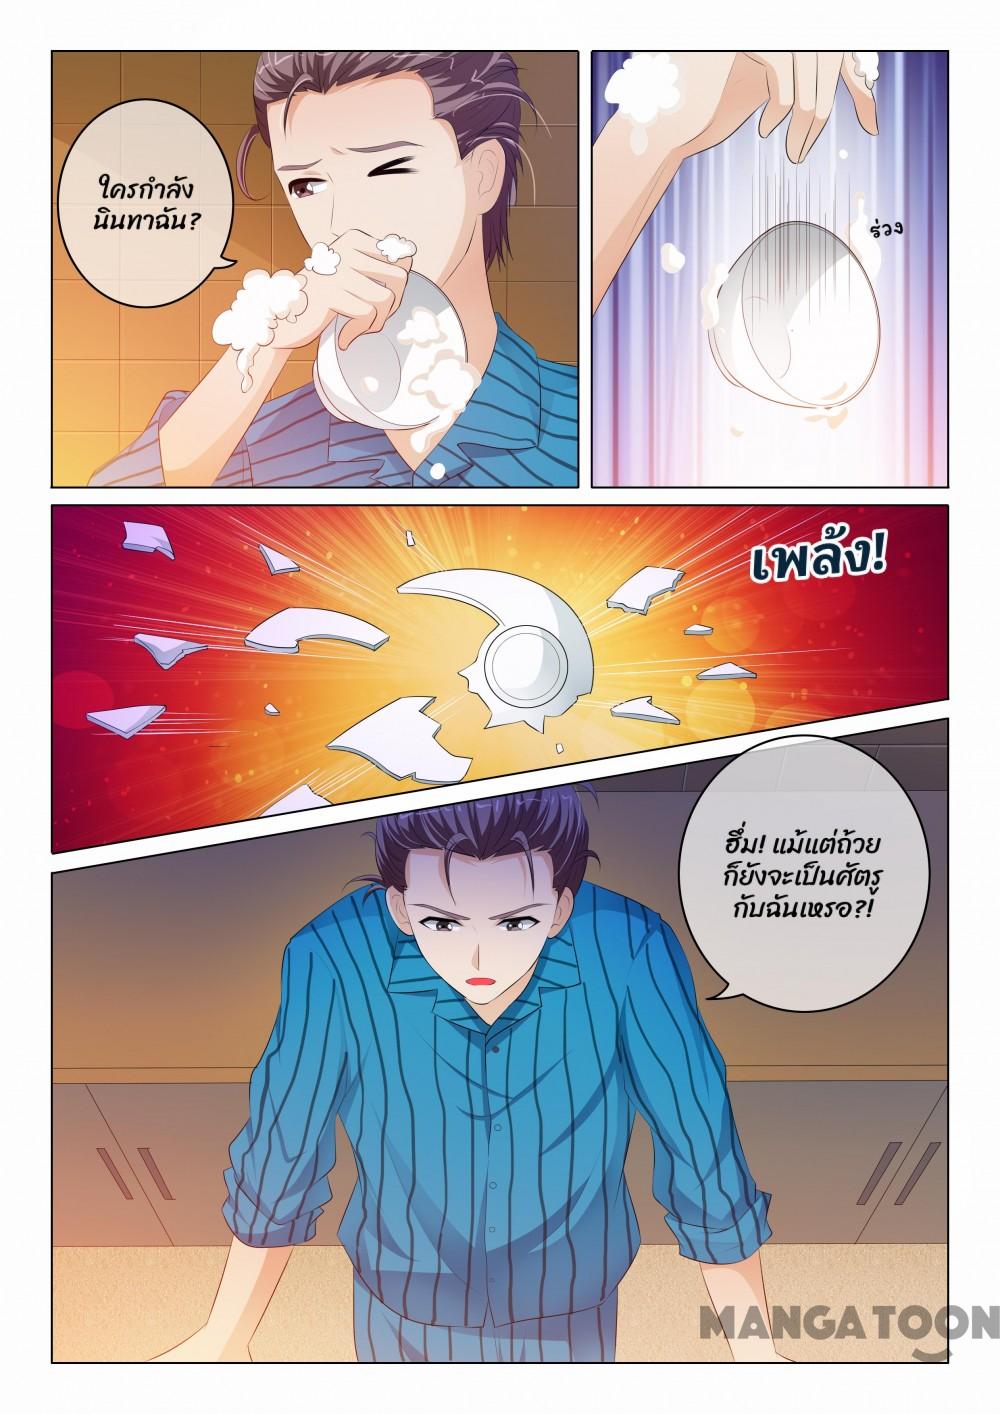 ใครกำลัง
นินทาฉัน?
ร่วง
เพล้ง!
ฮึ่ม! แม้แต่ถ้วย
ก็ยังจะเป็นศัตรู
กับฉันเหรอ?!
MANGATOON